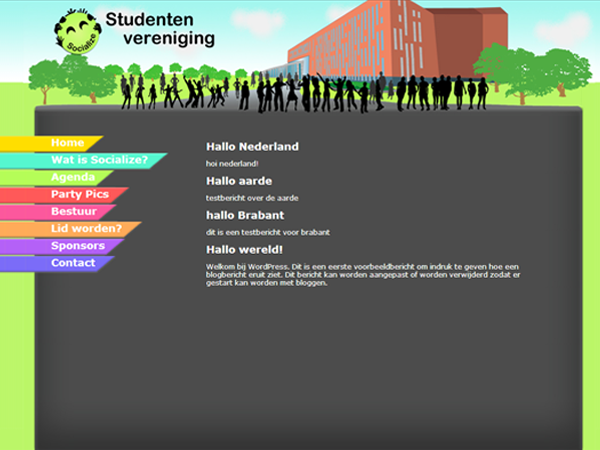 Socialize
Studenten
vereniging
Home
Wat is Socialize?
Agenda
Party Pics
Bestuur
Lid worden?
Sponsors
Contact
Hallo Nederland
hoi nederland!
Hallo aarde
testbericht over de aarde
hallo Brabant
dit is een testbericht voor brabant
Hallo wereld!
Welkom bij WordPress. Dit is een eerste voorbeeldbericht om indruk te geven hoe een
blogbericht eruit ziet. Dit bericht kan worden aangepast of worden verwijderd zodat er
gestart kan worden met bloggen.